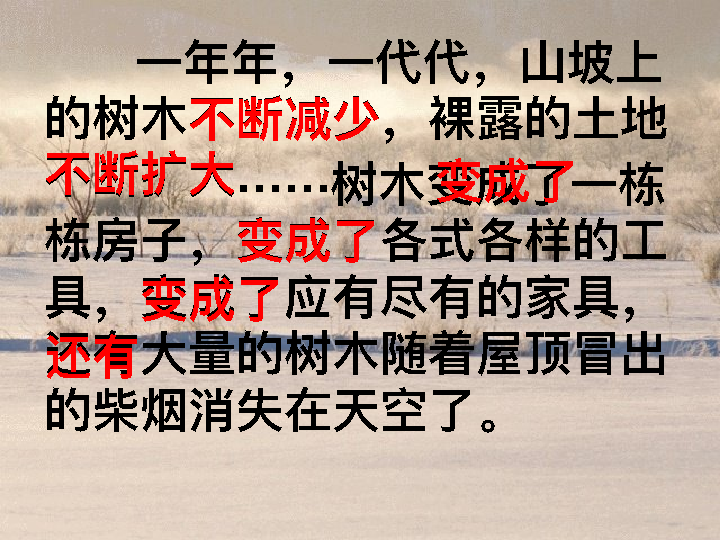 一年年，一代代，山坡上
的树木不断减少，裸露的土地
不断扩大……树木变成了一栋
栋房子，变成了各式各样的工
具，变成了应有尽有的家具，
还有大量的树木随着屋顶冒出
的柴烟消失在天空了。